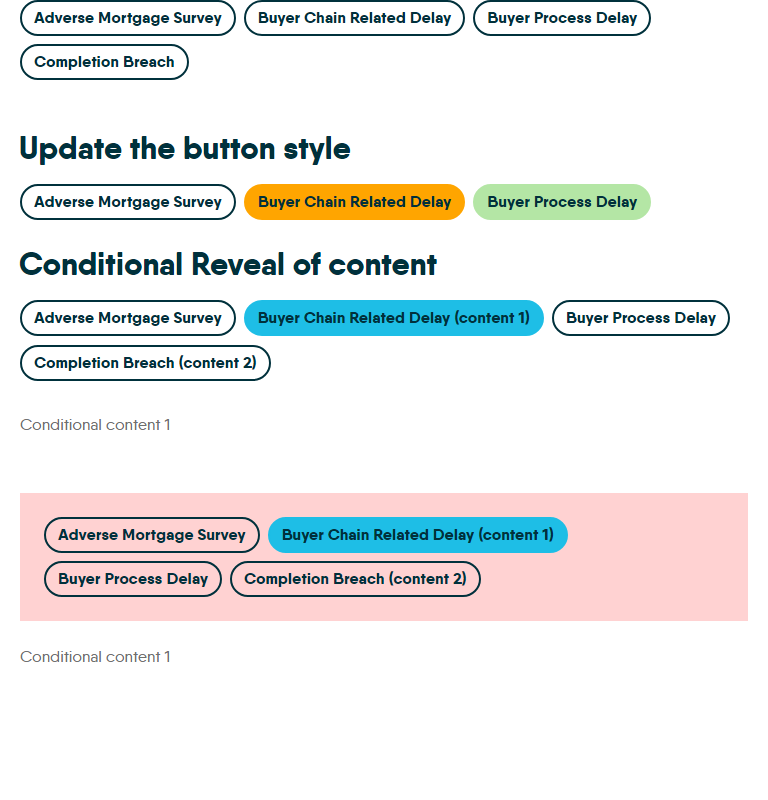 Adverse Mortgage Survey Buyer Chain Related Delay Buyer Process Delay
Completion Breach
Update the button style
Adverse Mortgage Survey Buyer Chain Related Delay Buyer Process Delay
Conditional Reveal of content
Adverse Mortgage Survey Buyer Chain Related Delay (content 1) Buyer Process Delay
Completion Breach (content 2)
Conditional content 1
Adverse Mortgage Survey Buyer Chain Related Delay (content 1)
Buyer Process Delay Completion Breach (content 2)
Conditional content 1